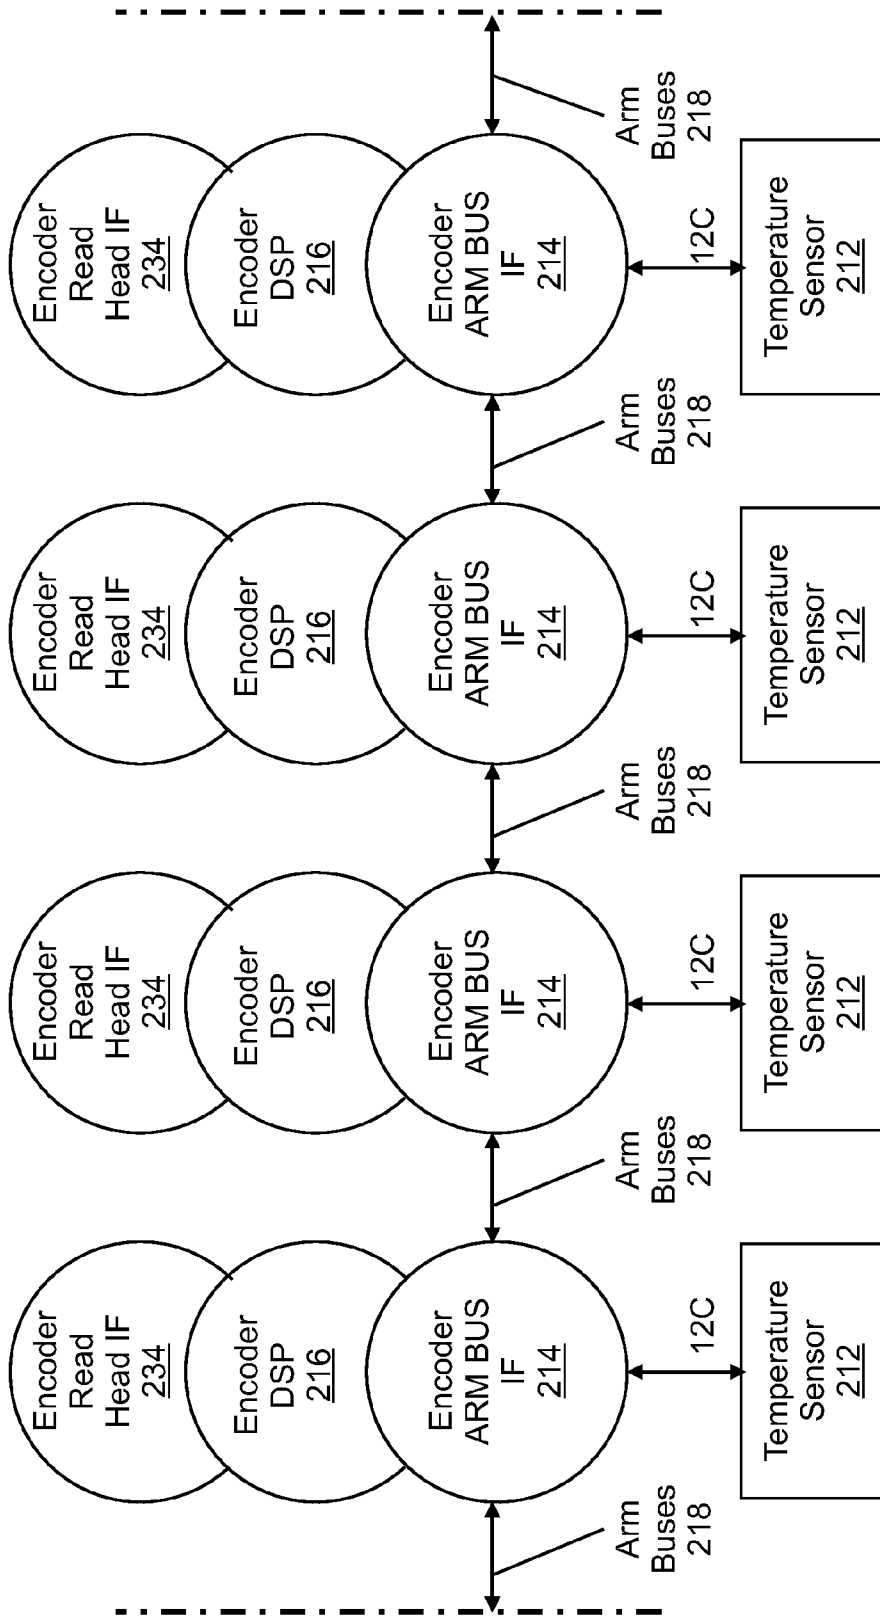 Encoder
Read
Head IF
234
Encoder
DSP
216
Encoder
ARM BUS
IF
214
12C
Temperature
Sensor
212
Arm
Buses
218
Encoder
Read
Head IF
234
Encoder
DSP
216
Encoder
ARM BUS
IF
214
12C
Temperature
Sensor
212
Arm
Buses
218
Encoder
Read
Head IF
234
Encoder
DSP
216
Encoder
ARM BUS
IF
214
12C
Temperature
Sensor
212
Arm
Buses
218
Encoder
Read
Head IF
234
Encoder
DSP
216
Encoder
ARM BUS
IF
214
12C
Temperature
Sensor
212
Arm
Buses
218
Arm
Buses
218